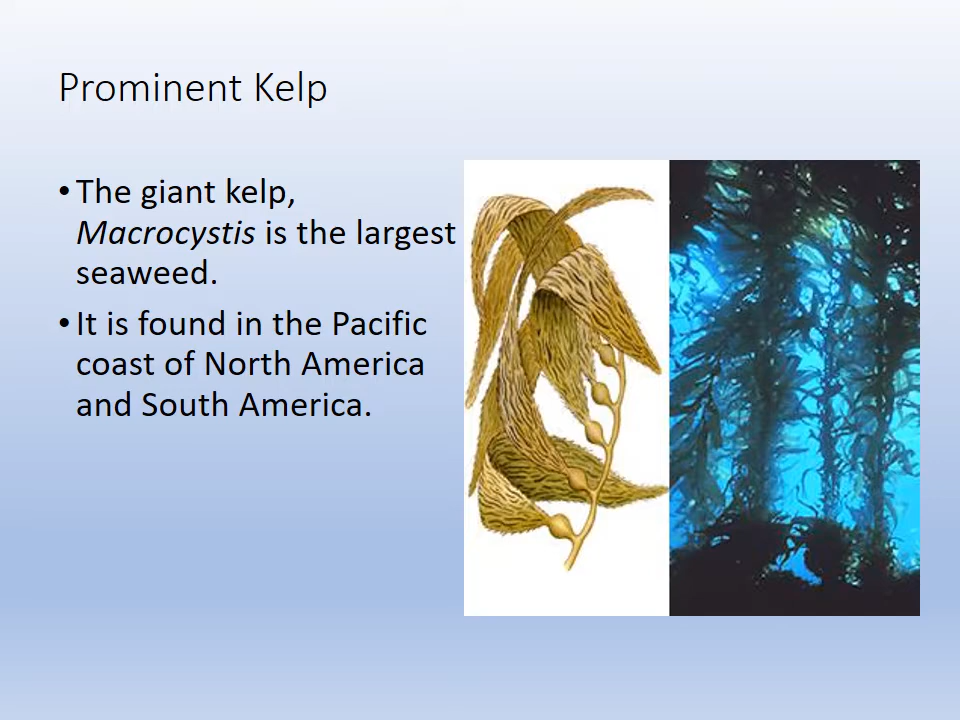 Prominent Kelp
• The giant kelp,
Macrocystis is the largest
seaweed.
• It is found in the Pacific
coast of North America
and South America.